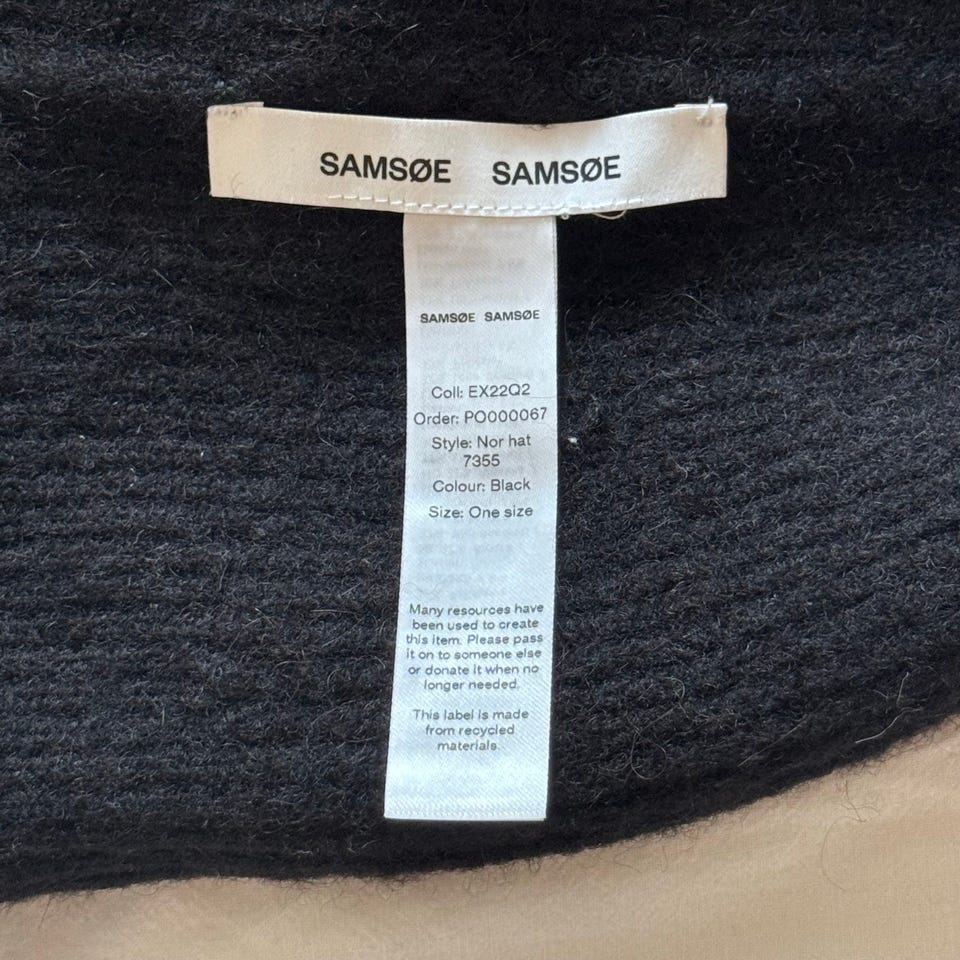 SAMSØE SAMSØE
SAMSØE SAMSØE
Coll: EX22Q2
Order: PO000067
Style: Nor hat
7355
Colour: Black
Size: One size
Many resources have
been used to create
this item. Please pass
it on to someone else
or donate it when no
longer needed.
This label is made
from recycled
materials.